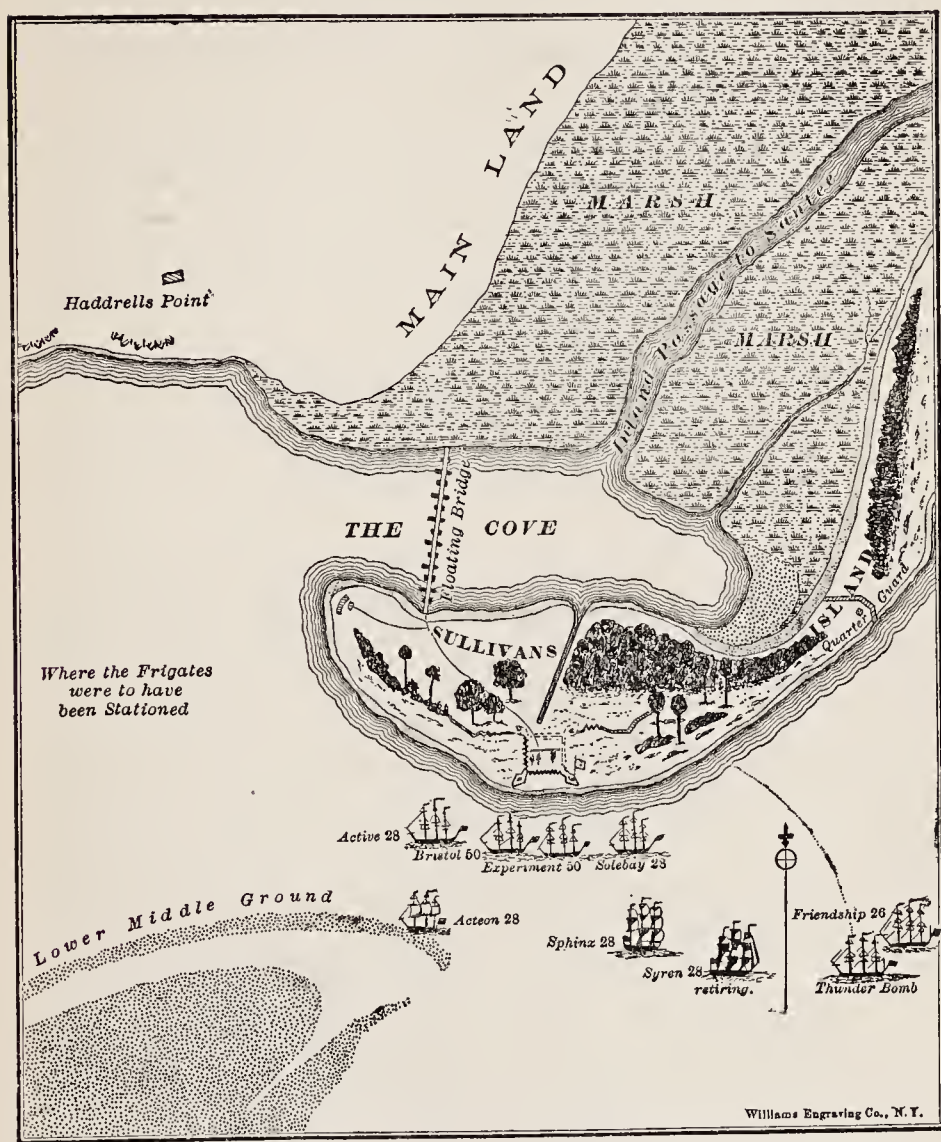 MAIN LAND
MARSH
Inland Passage to Santee
MARSH
Haddrells Point
THE COVE
Floating Bridge
SULLIVANS ISLAND
Quarter Guard
Where the Frigates
were to have
been Stationed
Active 28
Bristol 50
Experiment 50
Solebay 28
Lower Middle Ground
Acteon 28
Sphinx 28
Syren 28
retiring.
Friendship 26
Thunder Bomb
Williams Engraving Co., N. Y.